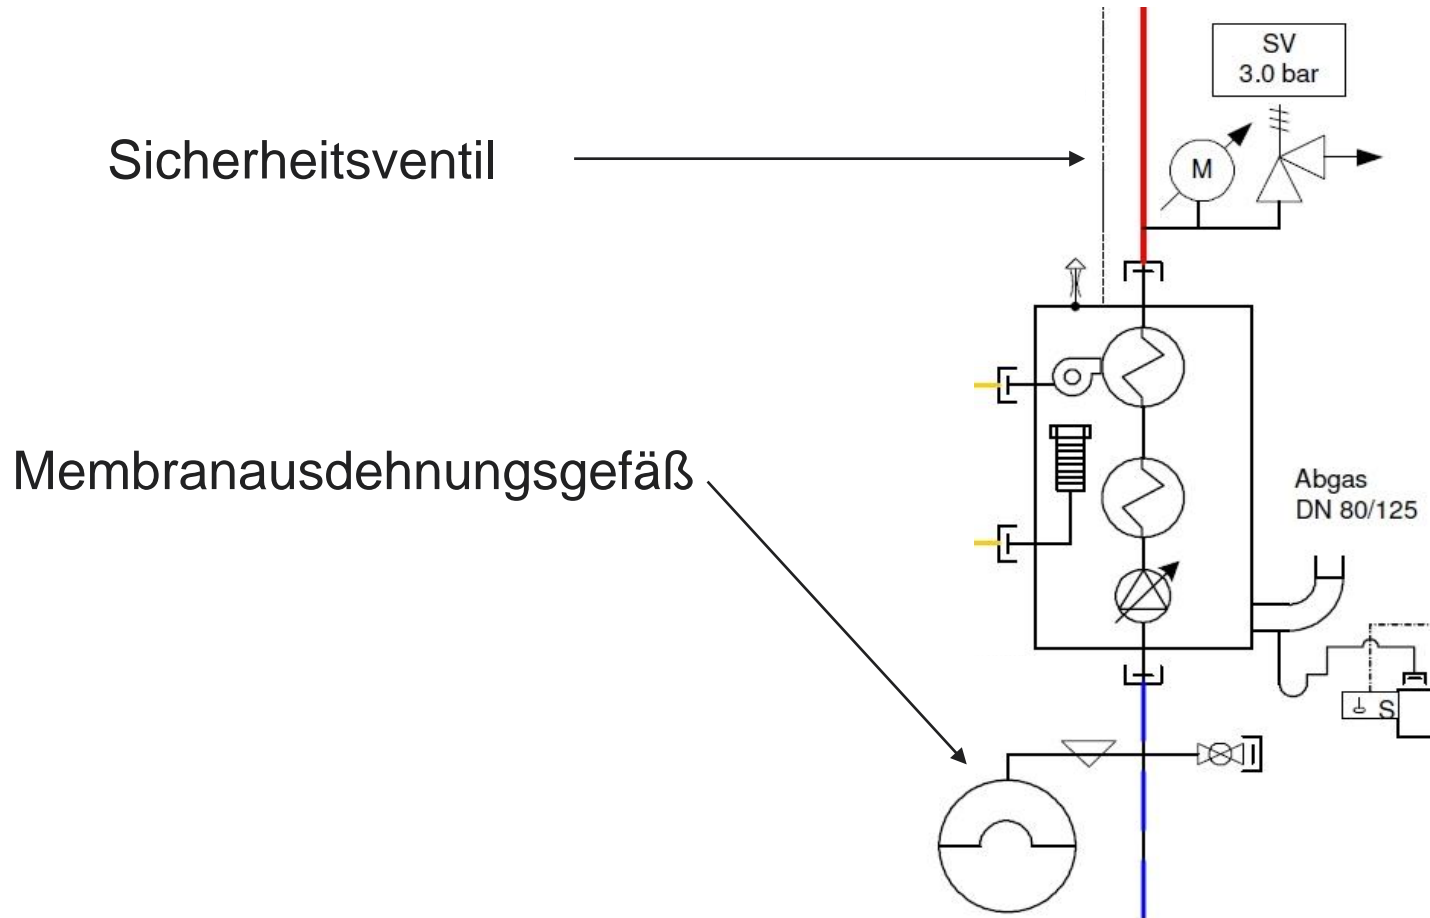 SV
3.0 bar
Sicherheitsventil
M
Membranausdehnungsgefäß
Abgas
DN 80/125
S